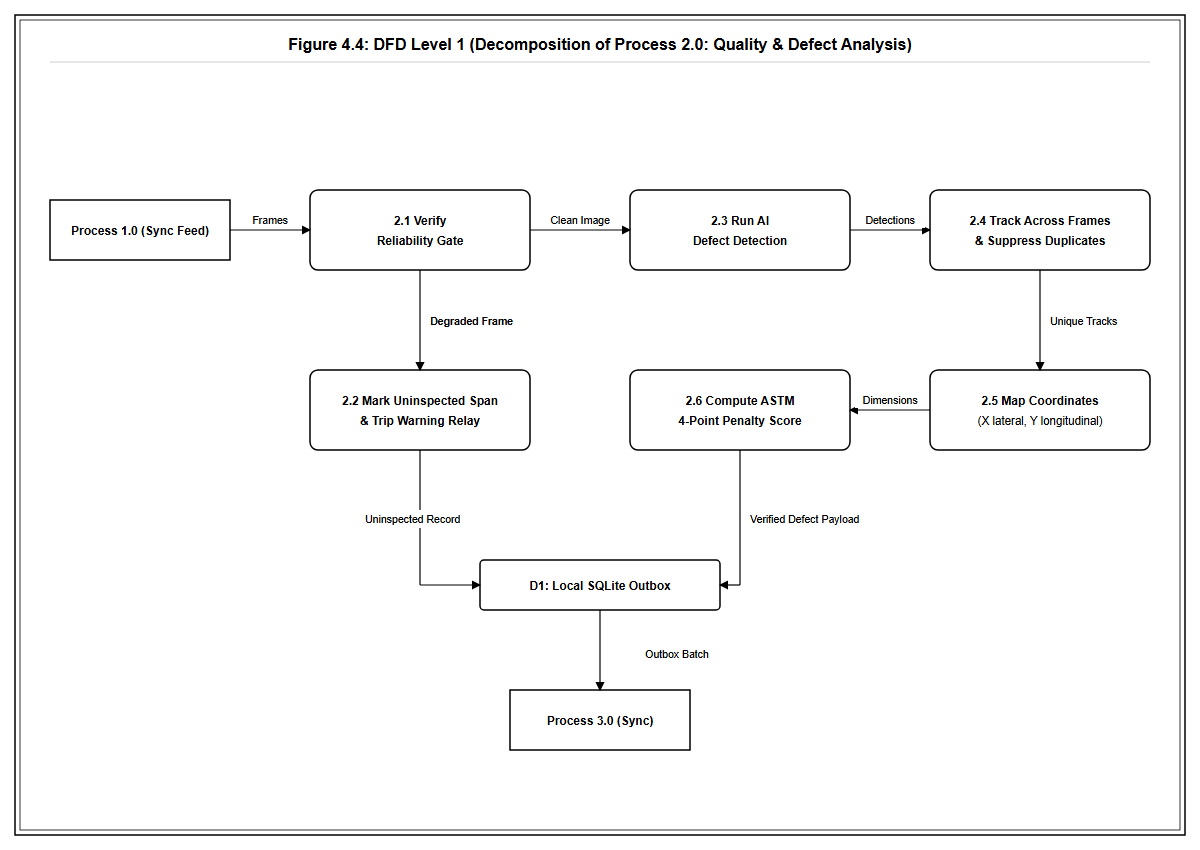 Figure 4.4: DFD Level 1 (Decomposition of Process 2.0: Quality & Defect Analysis)
Process 1.0 (Sync Feed)
Frames
2.1 Verify
Reliability Gate
Clean Image
2.3 Run AI
Defect Detection
Detections
2.4 Track Across Frames
& Suppress Duplicates
Degraded Frame
Unique Tracks
2.2 Mark Uninspected Span
& Trip Warning Relay
2.6 Compute ASTM
4-Point Penalty Score
Dimensions
2.5 Map Coordinates
(X lateral, Y longitudinal)
Uninspected Record
Verified Defect Payload
D1: Local SQLite Outbox
Outbox Batch
Process 3.0 (Sync)